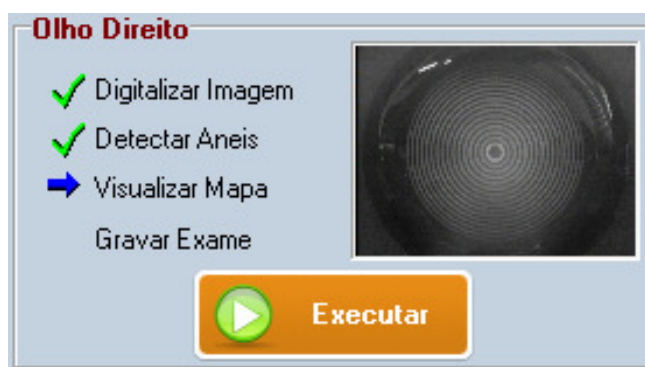 Olho Direito
Digitalizar Imagem
Detectar Aneis
Visualizar Mapa
Gravar Exame
Executar